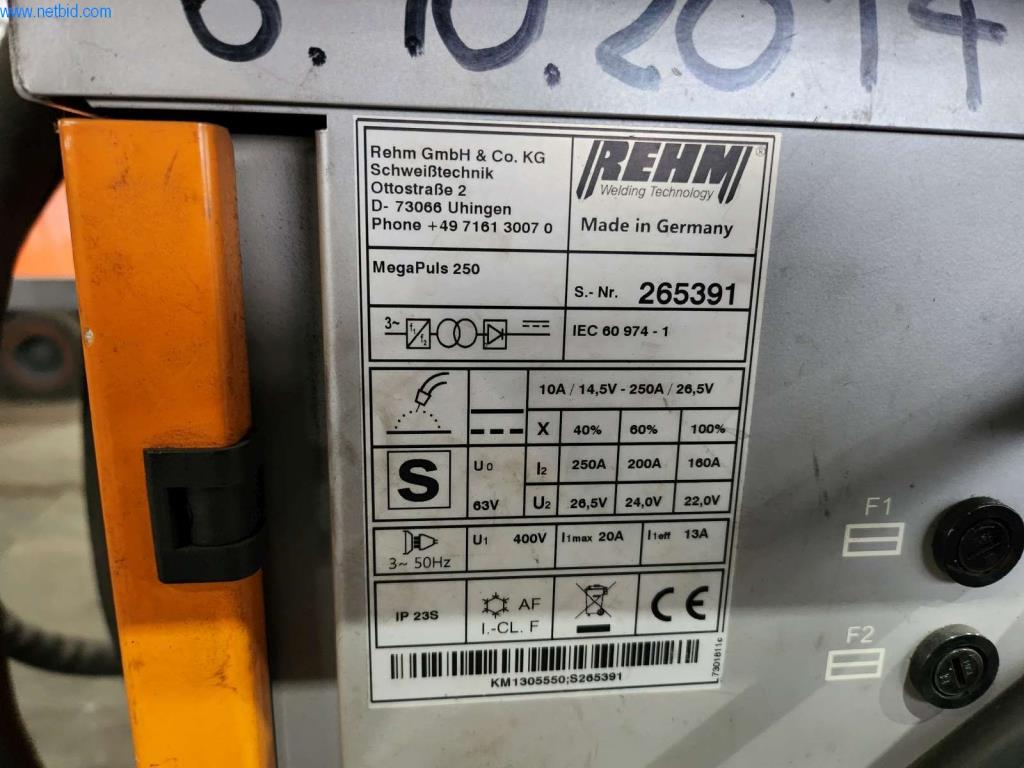 www.netbid.com
6.10.2014
Rehm GmbH & Co. KG
Schweißtechnik
Ottostraße 2
D- 73066 Uhingen
Phone +49 7161 3007 0
REHM®
Welding Technology
Made in Germany
MegaPuls 250
S.- Nr. 265391
3~ f1 f2
IEC 60 974 - 1
10A / 14,5V - 250A / 26,5V
X 40% 60% 100%
S
U0 63V
I2 250A 200A 160A
U2 26,5V 24,0V 22,0V
3~ 50Hz
U1 400V
I1max 20A
I1eff 13A
IP 23S
AF
I.-CL. F
CE
KM1305550;S265391
7301811c
F1
F2